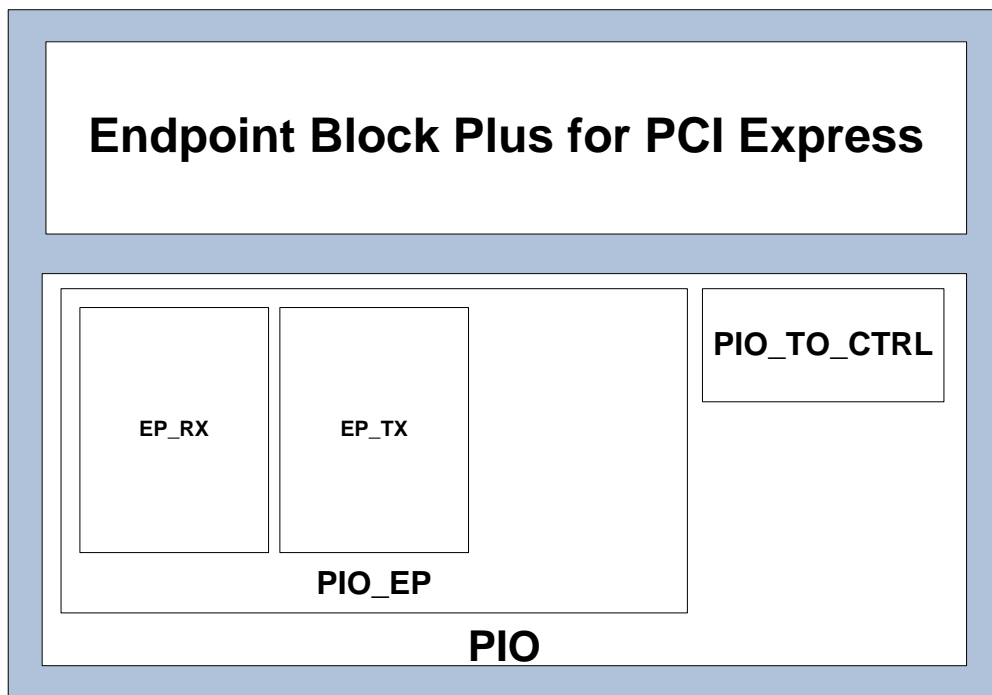 Endpoint Block Plus for PCI Express
PIO_TO_CTRL
EP_RX
EP_TX
PIO_EP
PIO